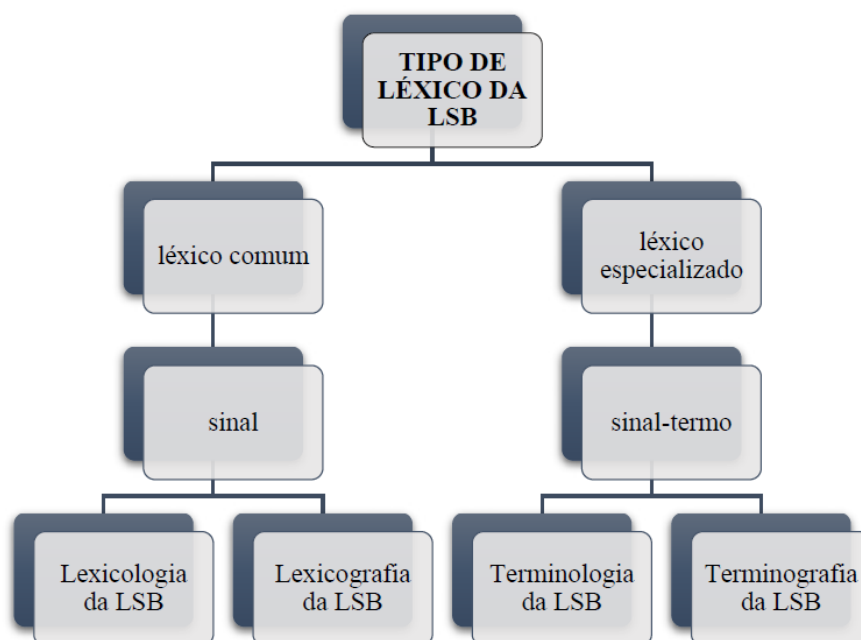 TIPO DE
LÉXICO DA
LSB
léxico comum
léxico
especializado
sinal
sinal-termo
Lexicologia
da LSB
Lexicografia
da LSB
Terminologia
da LSB
Terminografia
da LSB